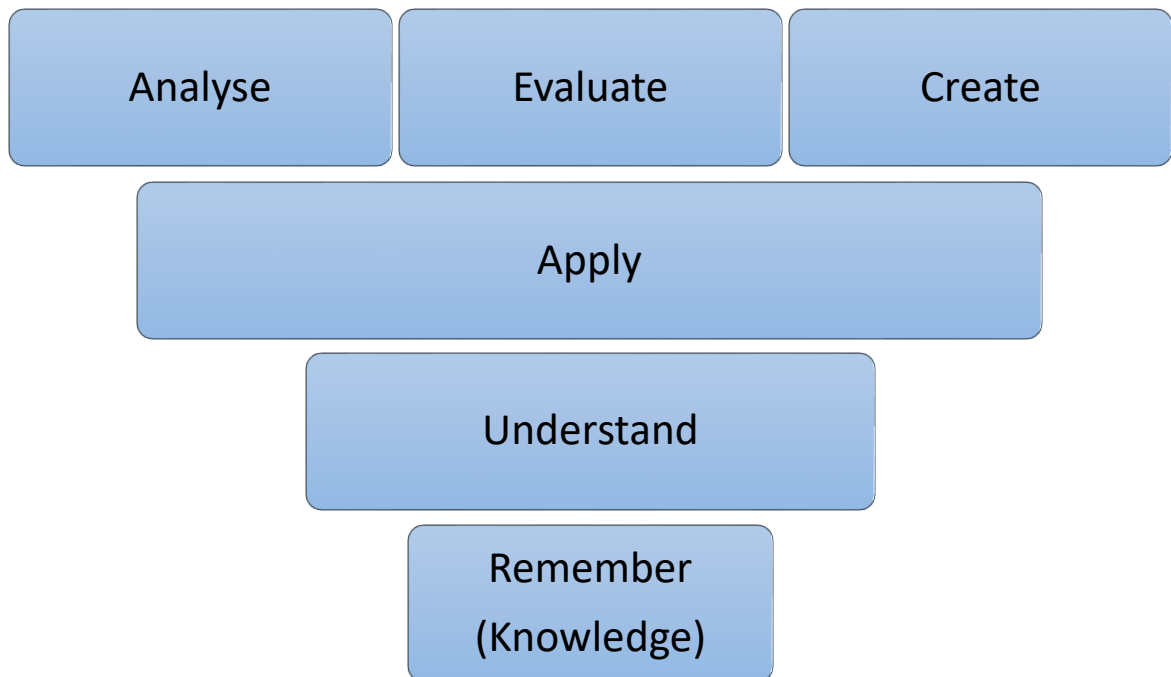 Analyse
Evaluate
Create
Apply
Understand
Remember
(Knowledge)